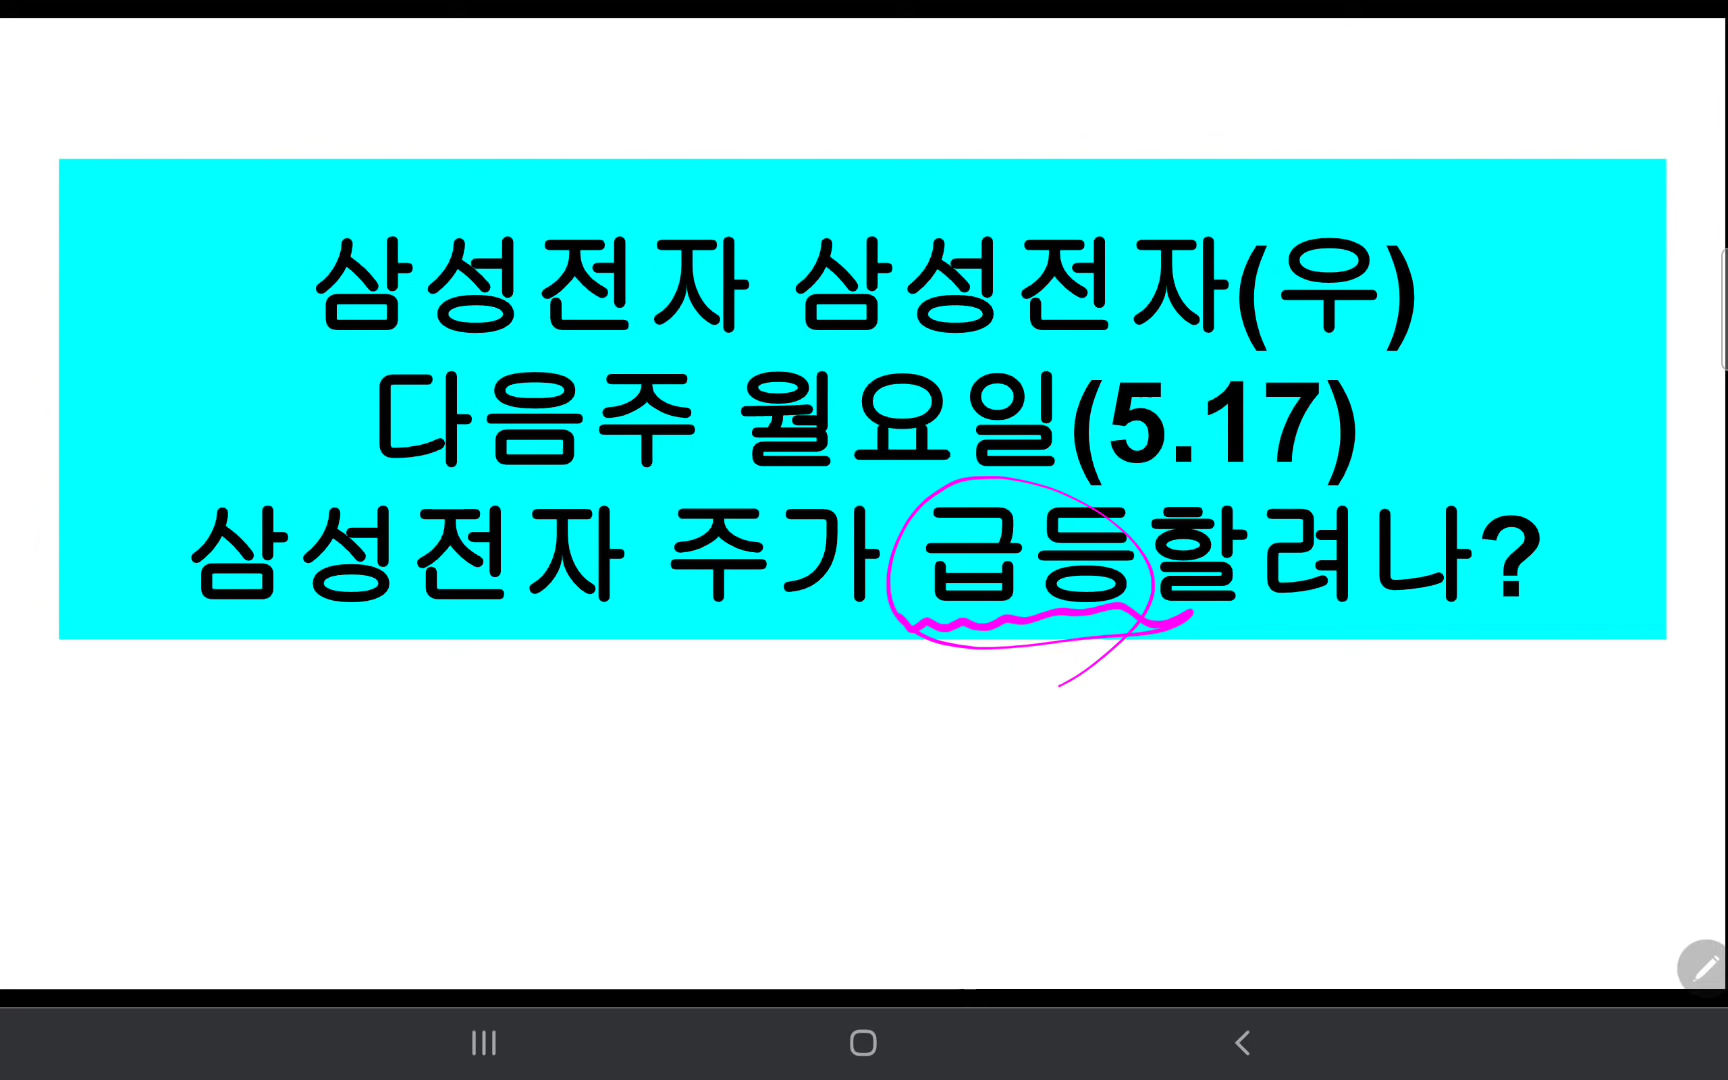 삼성전자 삼성전자(우)
다음주 월요일(5.17)
삼성전자 주가 급등할려나?